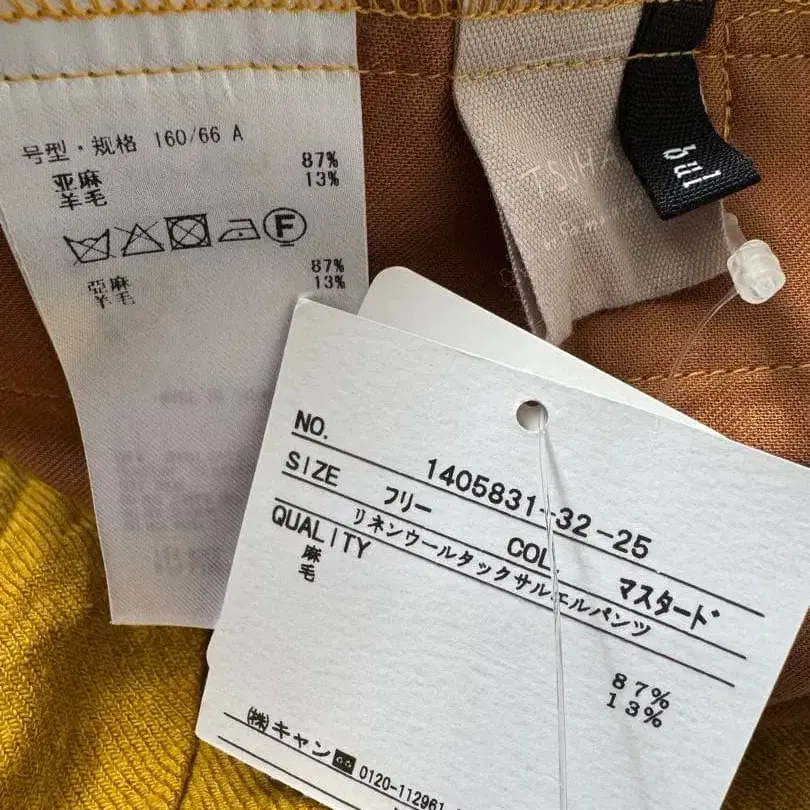 号型・规格 160/66 A
亚麻 87%
羊毛 13%
F
亞麻 87%
羊毛 13%
TSUHA
bul
NO. 1405831-32-25
SIZE フリー COL. マスタード
リネンウールタックサルエルパンツ
QUALITY
麻 87%
毛 13%
㈱キャン 0120-112961